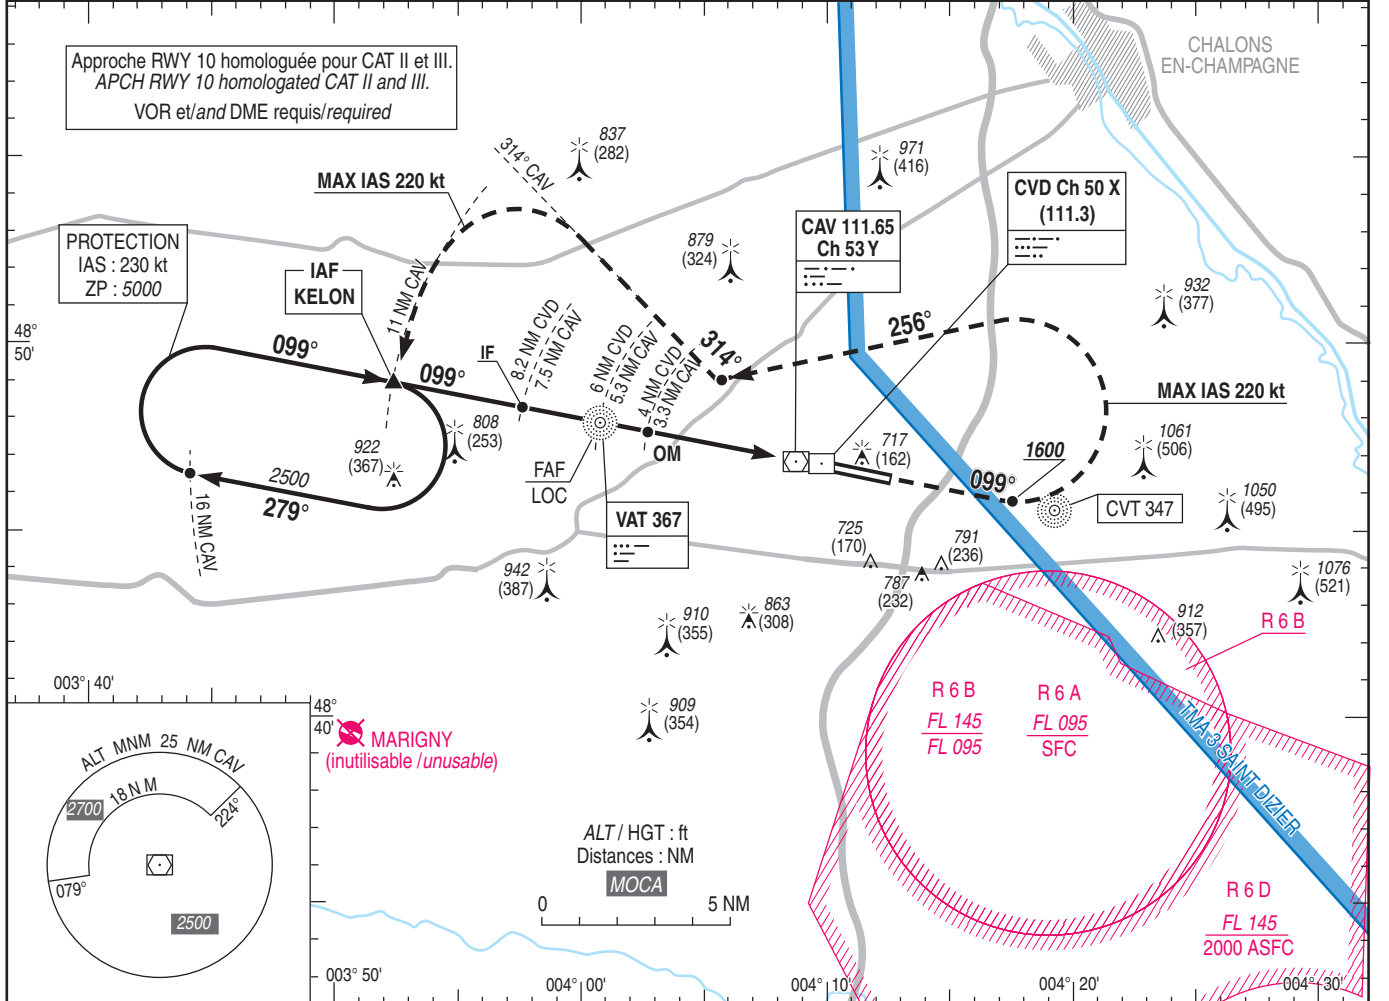 Approche RWY 10 homologuée pour CAT II et III.
APCH RWY 10 homologated CAT II and III.
VOR et/and DME requis/required
CHALONS
EN-CHAMPAGNE
837
(282)
314° CAV
MAX IAS 220 kt
971
(416)
CVD Ch 50 X
(111.3)
CAV 111.65
Ch 53 Y
PROTECTION
IAS : 230 kt
ZP : 5000
IAF
KELON
11 NM CAV
879
(324)
932
(377)
48°
50'
099°
099°
IF
8.2 NM CVD
7.5 NM CAV
6 NM CVD
5.3 NM CAV
4 NM CVD
3.3 NM CAV
314°
256°
MAX IAS 220 kt
808
(253)
922
(367)
2500
279°
16 NM CAV
FAF
LOC
OM
717
(162)
099°
1600
1061
(506)
1050
(495)
CVT 347
VAT 367
725
(170)
791
(236)
787
(232)
942
(387)
1076
(521)
910
(355)
863
(308)
912
(357)
R 6 B
003° 40'
48°
40'
MARIGNY
(inutilisable /unusable)
909
(354)
R 6 B
FL 145
FL 095
R 6 A
FL 095
SFC
TMA 3 SAINT DIZIER
ALT MNM 25 NM CAV
18 N M
2700
224°
079°
2500
ALT / HGT : ft
Distances : NM
MOCA
0
5 NM
R 6 D
FL 145
2000 ASFC
003° 50'
004° 00'
004° 10'
004° 20'
004° 30'